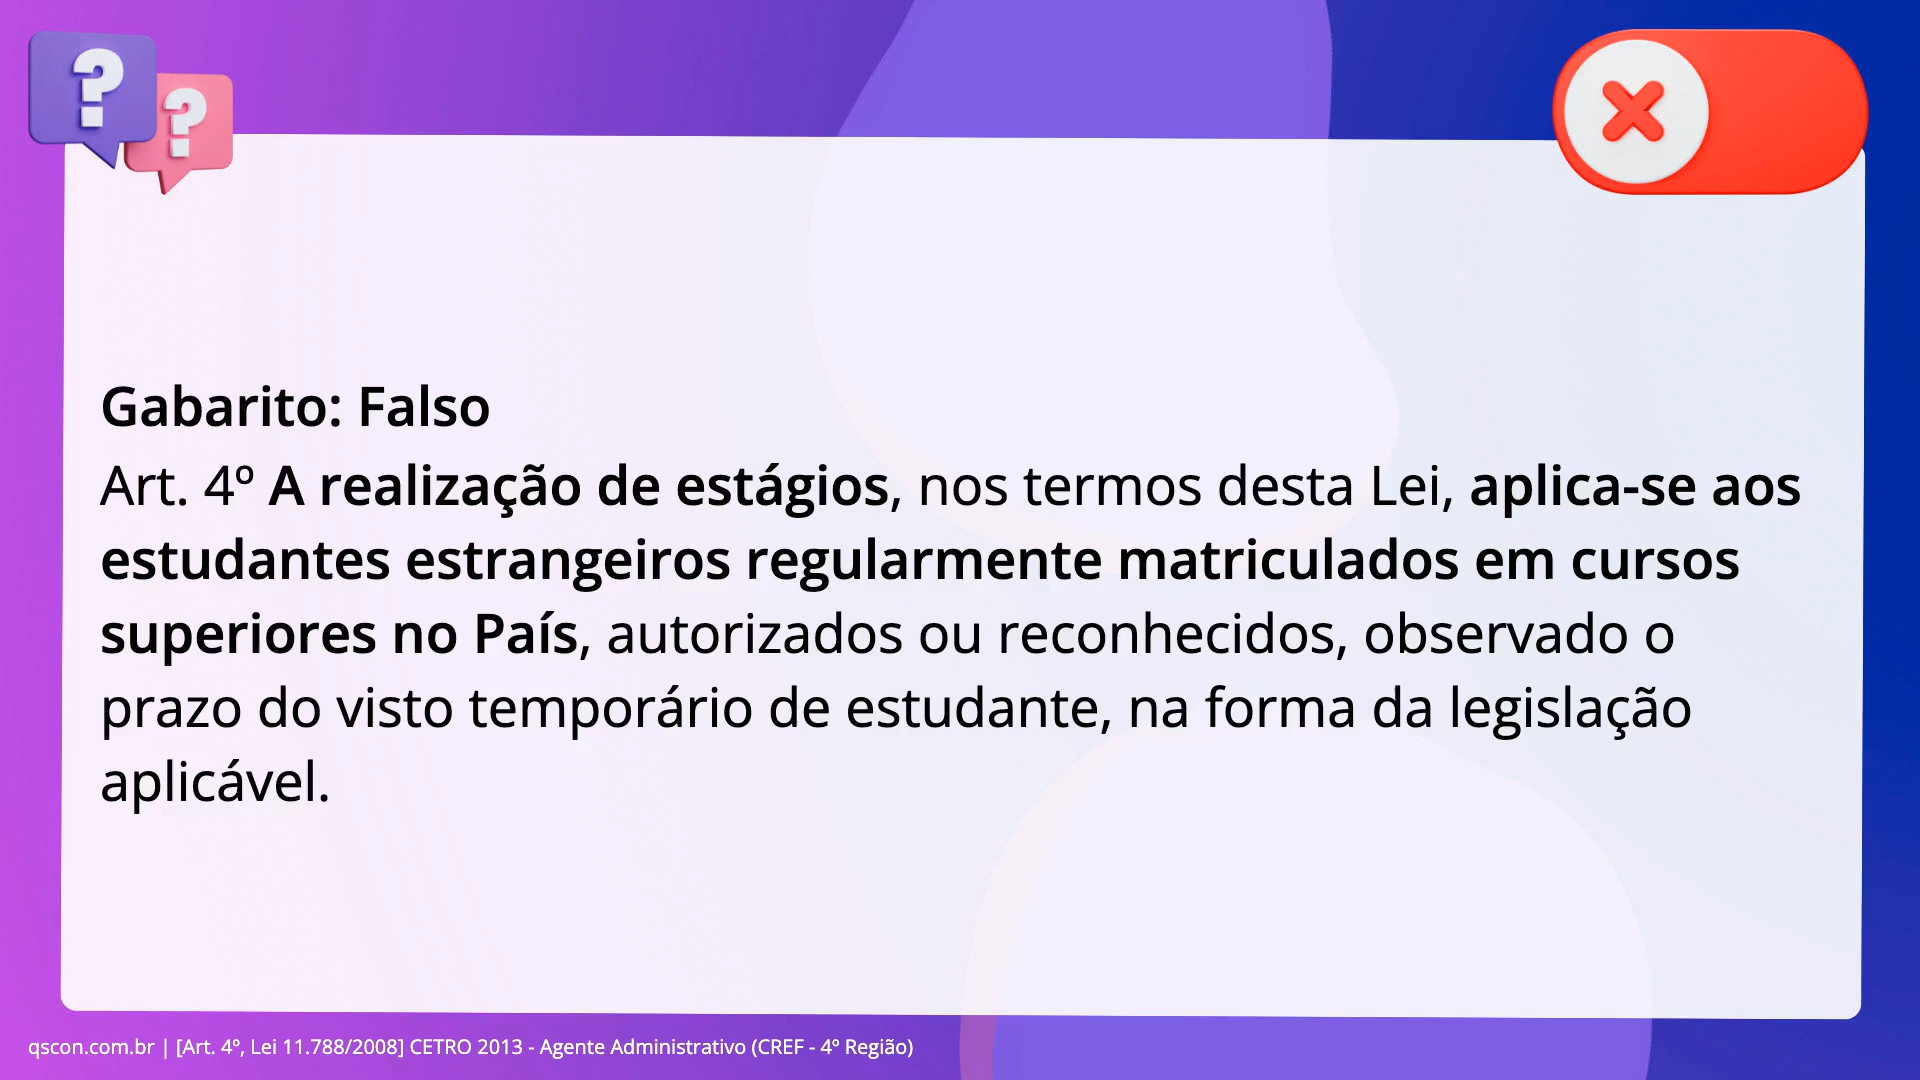 ?
?
Gabarito: Falso
Art. 4º A realização de estágios, nos termos desta Lei, aplica-se aos
estudantes estrangeiros regularmente matriculados em cursos
superiores no País, autorizados ou reconhecidos, observado o
prazo do visto temporário de estudante, na forma da legislação
aplicável.
qscon.com.br | [Art. 4º, Lei 11.788/2008] CETRO 2013 - Agente Administrativo (CREF - 4º Região)